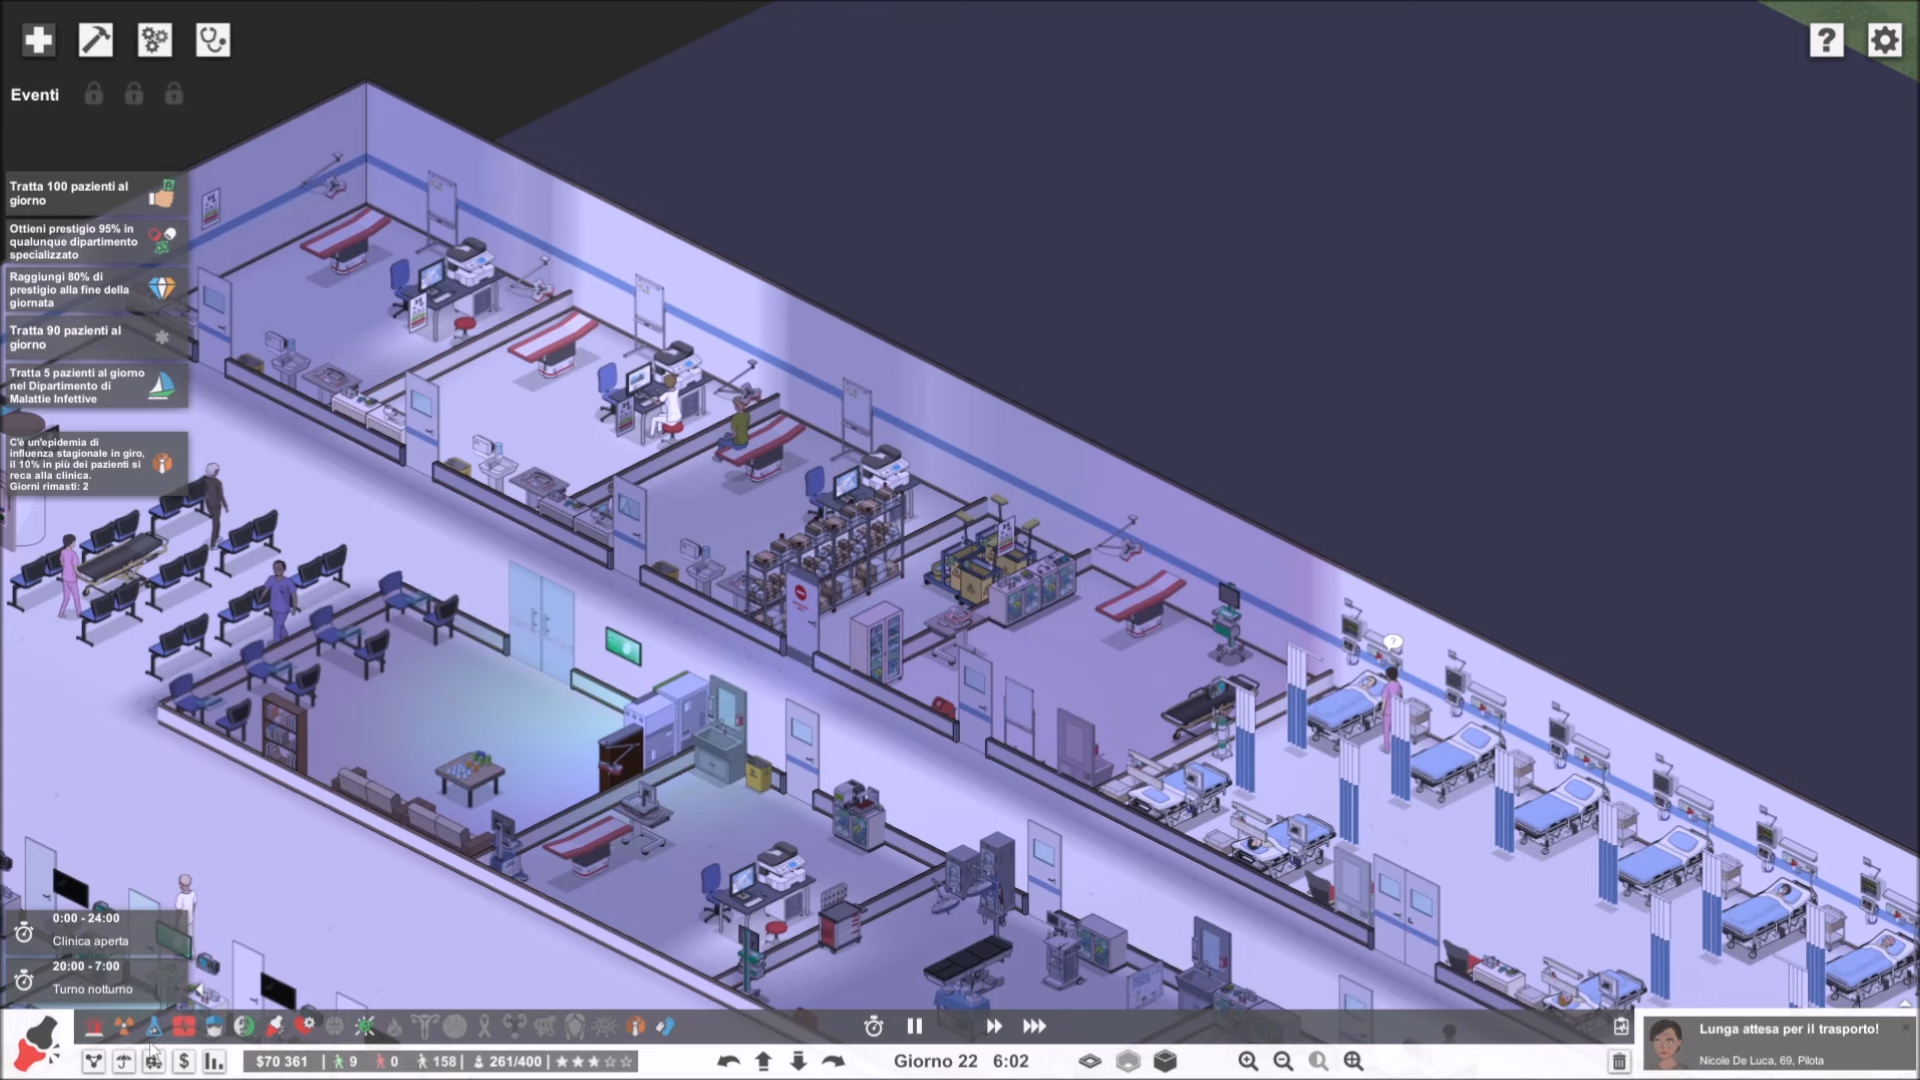 Eventi
Tratta 100 pazienti al
giorno
Ottieni prestigio 95% in
qualunque dipartimento
specializzato
Raggiungi 80% di
prestigio alla fine della
giornata
Tratta 90 pazienti al
giorno
Tratta 5 pazienti al giorno
nel Dipartimento di
Malattie Infettive
C'è un'epidemia di
influenza stagionale in giro,
il 10% in più dei pazienti si
reca alla clinica.
Giorni rimasti: 2
0:00 - 24:00
Clinica aperta
20:00 - 7:00
Turno notturno
$70 361 | 9 0 158 | 261/400
Giorno 22 6:02
Lunga attesa per il trasporto!
Nicole De Luca, 69, Pilota